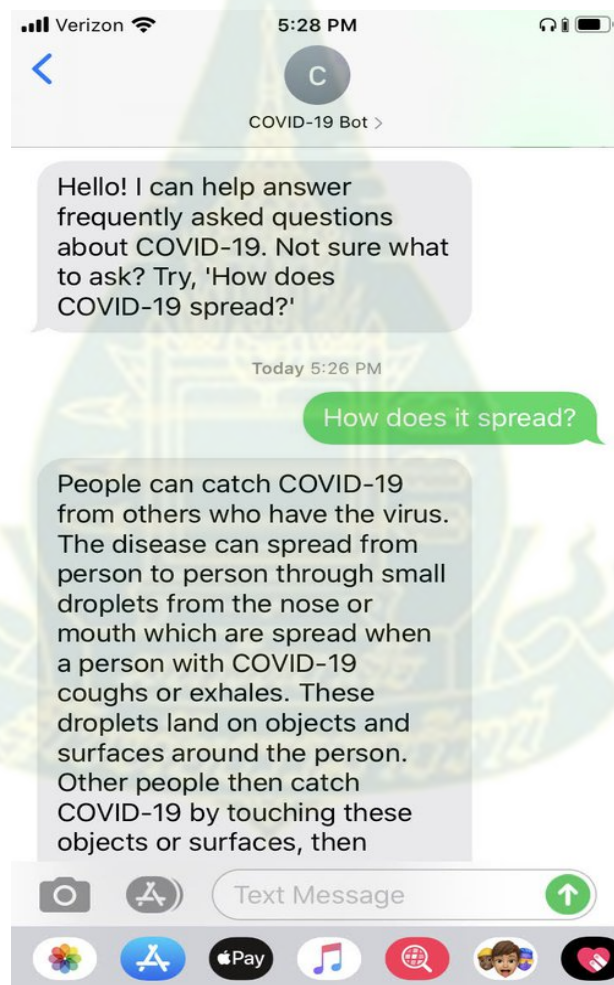 Verizon 5:28 PM
C
COVID-19 Bot >
Hello! I can help answer
frequently asked questions
about COVID-19. Not sure what
to ask? Try, 'How does
COVID-19 spread?'
Today 5:26 PM
How does it spread?
People can catch COVID-19
from others who have the virus.
The disease can spread from
person to person through small
droplets from the nose or
mouth which are spread when
a person with COVID-19
coughs or exhales. These
droplets land on objects and
surfaces around the person.
Other people then catch
COVID-19 by touching these
objects or surfaces, then
Text Message
Pay